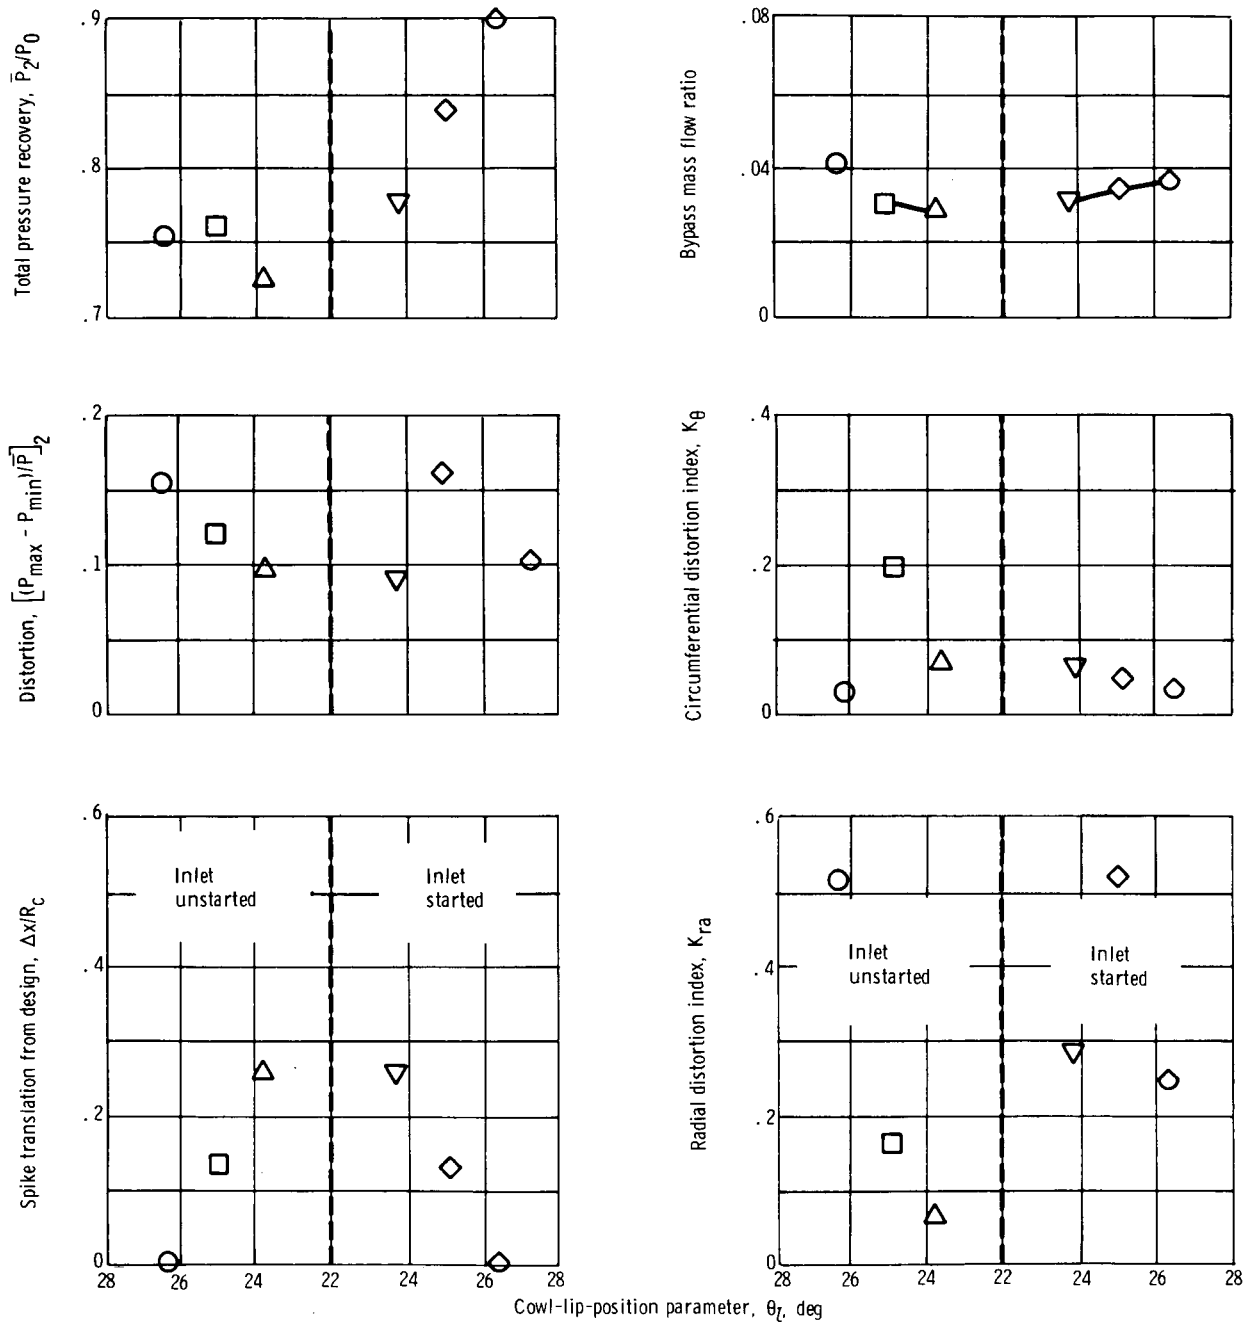 Total pressure recovery, P̄₂/P₀
.9
.8
.7
Bypass mass flow ratio
.08
.04
0
Distortion, [(Pmax - Pmin)/P̄]₂
.2
.1
0
Circumferential distortion index, Kθ
.4
.2
0
Spike translation from design, Δx/Rc
.6
.4
.2
0
Inlet
unstarted
Inlet
started
28 26 24 22 24 26 28
Radial distortion index, Kra
.6
.4
.2
0
Inlet
unstarted
Inlet
started
28 26 24 22 24 26 28
Cowl-lip-position parameter, θl, deg